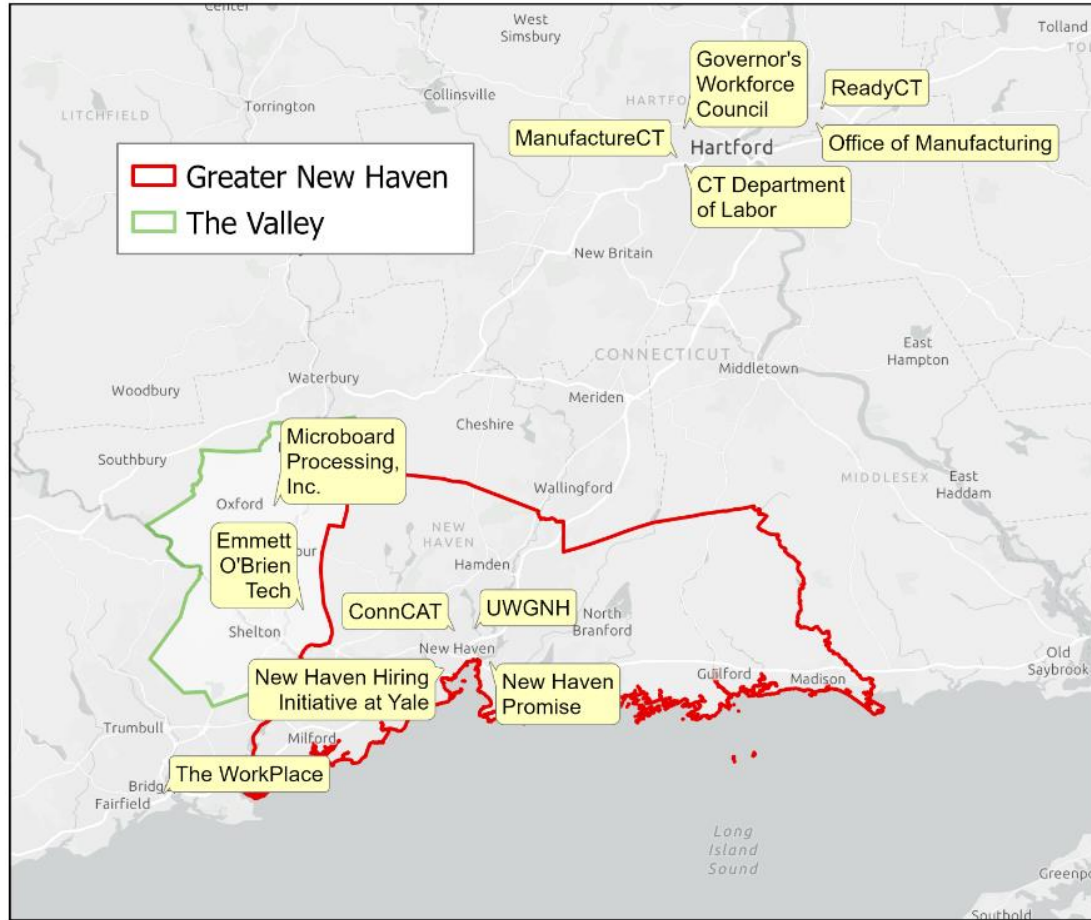 Center
West
Simsbury
Tolland
Torrington
Collinsville
LITCHFIELD
Governor's
Workforce
Council
ReadyCT
ManufactureCT
Hartford
Office of Manufacturing
CT Department
of Labor
Greater New Haven
The Valley
New Britain
CONNECTICUT
East
Hampton
Middletown
Woodbury
Waterbury
Meriden
Cheshire
Southbury
Microboard
Processing,
Inc.
Oxford
Wallingford
MIDDLESEX
East
Haddam
NEW
HAVEN
Emmett
O'Brien
Tech
Hamden
ConnCAT
UWGNH
North
Branford
Shelton
New Haven
Old
Saybrook
New Haven Hiring
Initiative at Yale
New Haven
Promise
Guilford
Madison
Trumbull
Milford
The WorkPlace
Fairfield
Long
Island
Sound
Southold